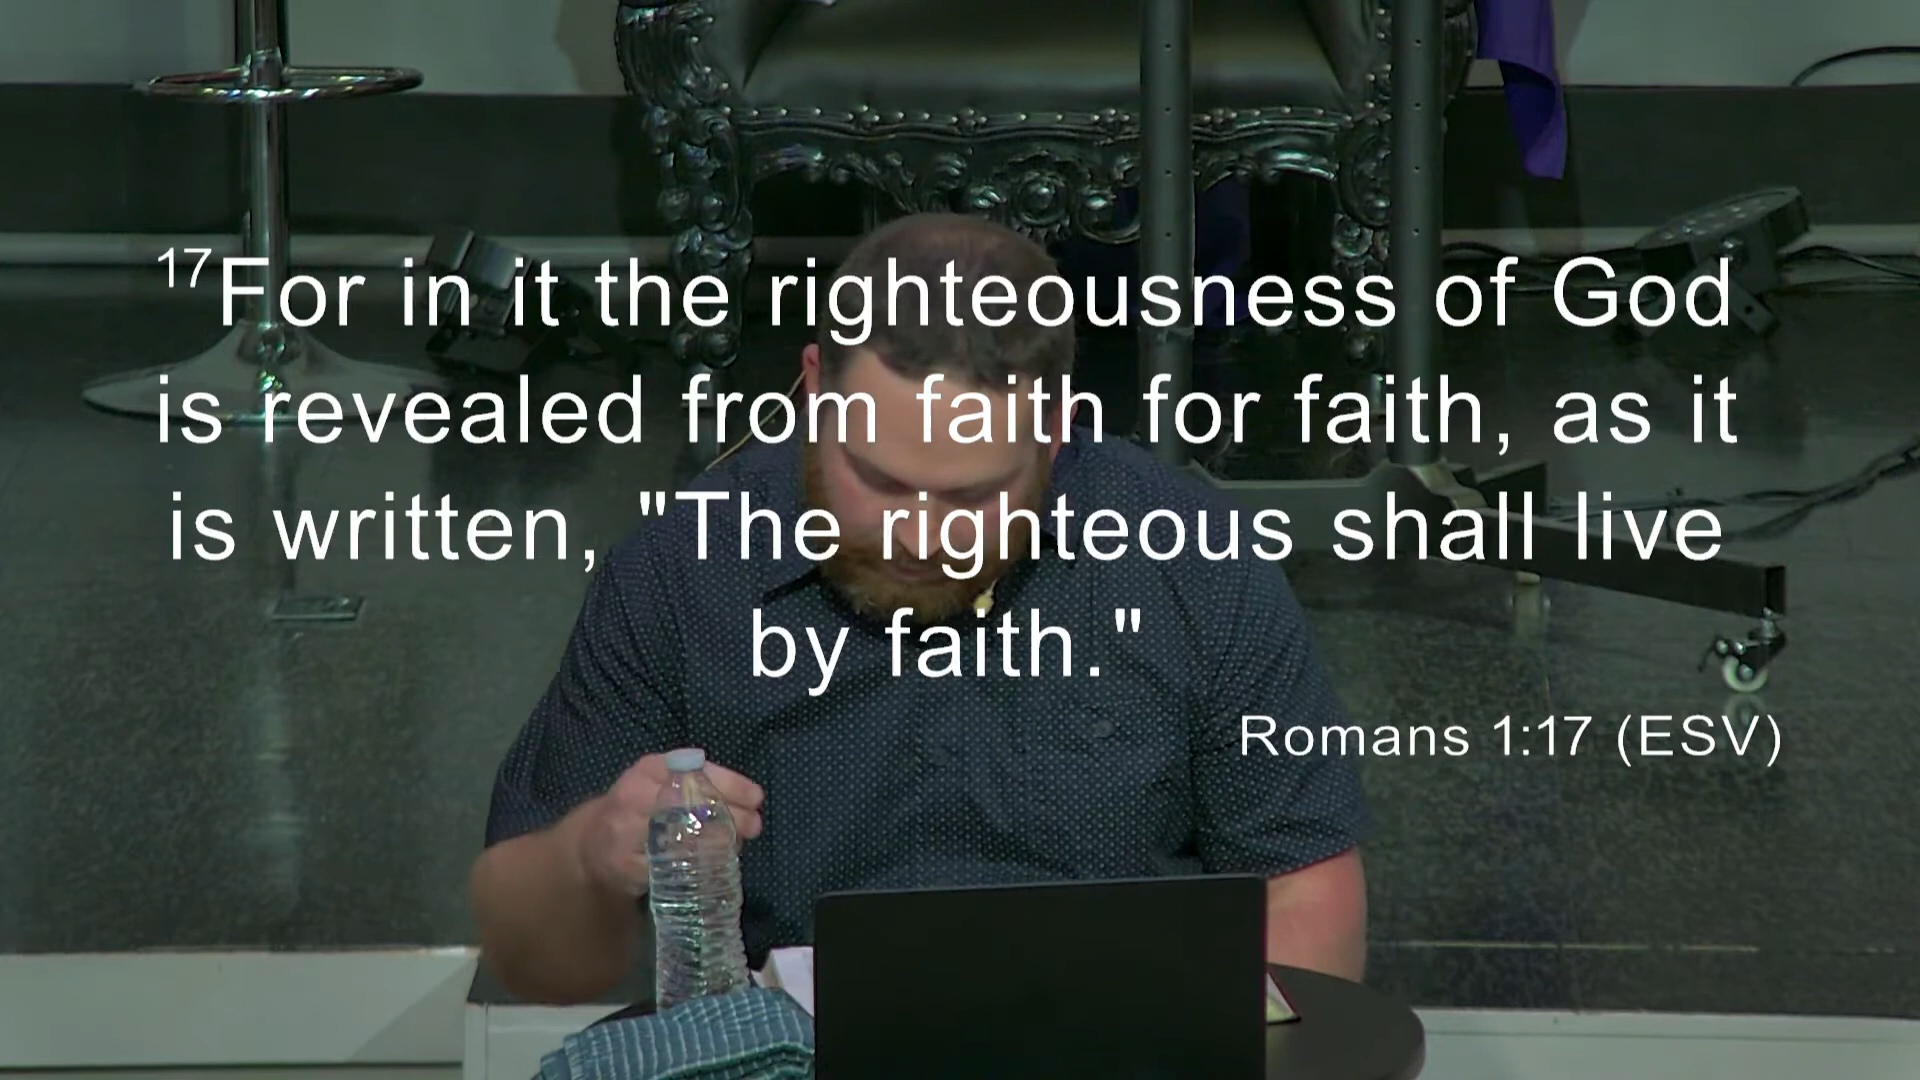 17For in it the righteousness of God
is revealed from faith for faith, as it
is written, "The righteous shall live
by faith."
Romans 1:17 (ESV)